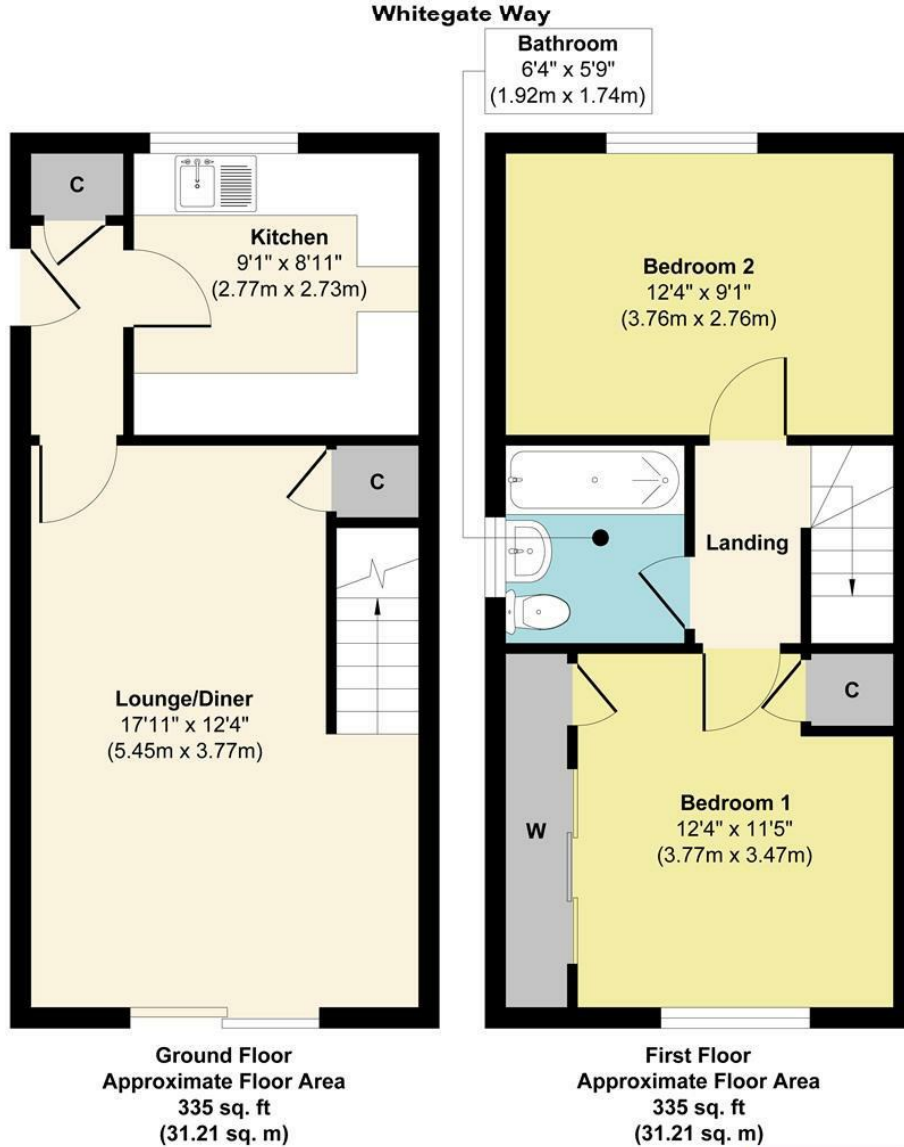 Whitegate Way
Bathroom
6'4" x 5'9"
(1.92m x 1.74m)
C
Kitchen
9'1" x 8'11"
(2.77m x 2.73m)
C
Lounge/Diner
17'11" x 12'4"
(5.45m x 3.77m)
Ground Floor
Approximate Floor Area
335 sq. ft
(31.21 sq. m)
Bedroom 2
12'4" x 9'1"
(3.76m x 2.76m)
Landing
C
W
Bedroom 1
12'4" x 11'5"
(3.77m x 3.47m)
First Floor
Approximate Floor Area
335 sq. ft
(31.21 sq. m)